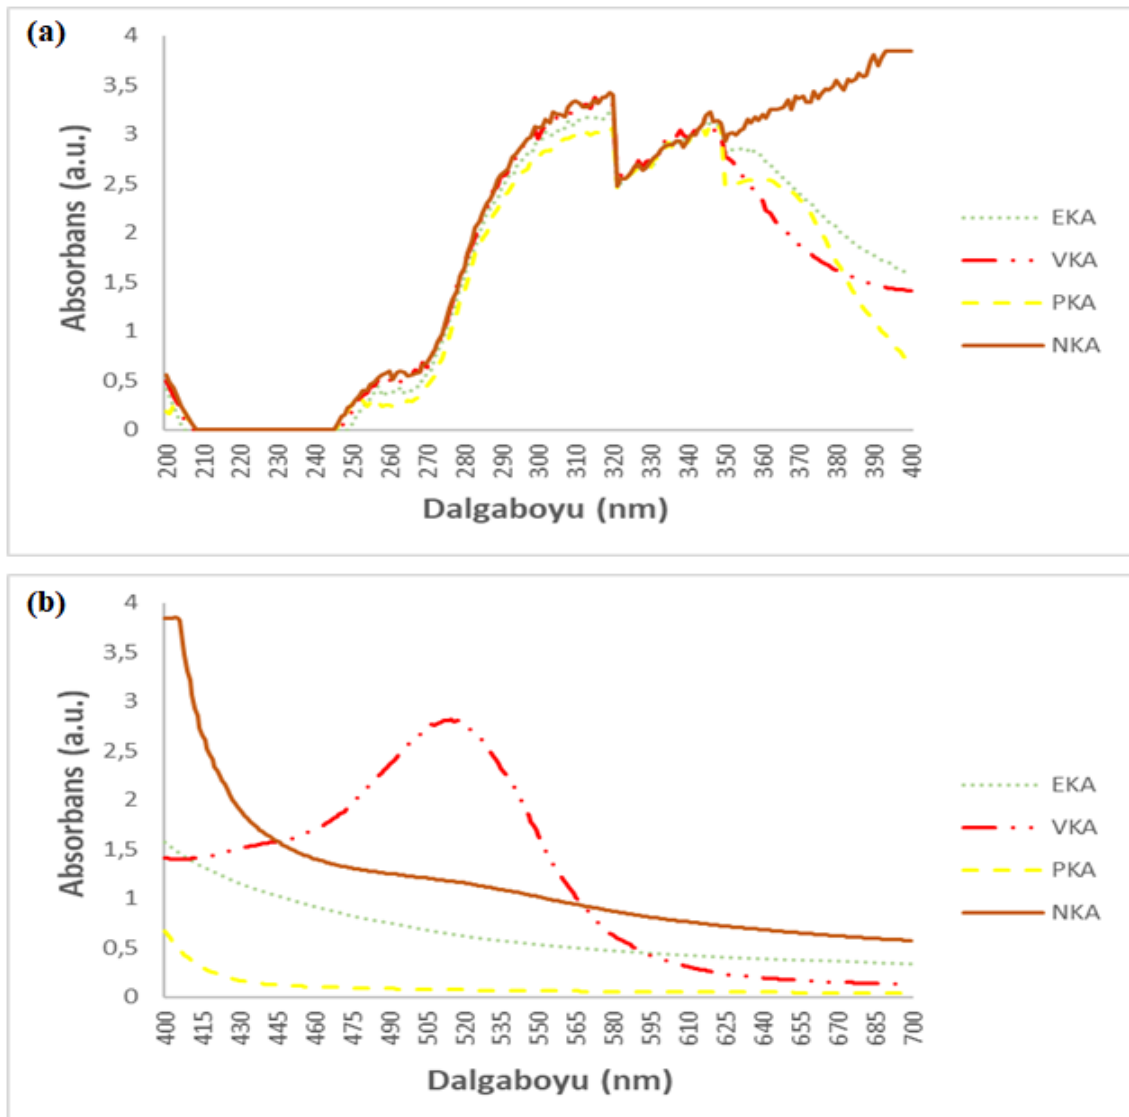 (a)
4
3,5
3
2,5
2
1,5
1
0,5
0
Absorbans (a.u.)
200 210 220 230 240 250 260 270 280 290 300 310 320 330 340 350 360 370 380 390 400
Dalgaboyu (nm)
EKA
VKA
PKA
NKA
(b)
4
3,5
3
2,5
2
1,5
1
0,5
0
Absorbans (a.u.)
400 415 430 445 460 475 490 505 520 535 550 565 580 595 610 625 640 655 670 685 700
Dalgaboyu (nm)
EKA
VKA
PKA
NKA